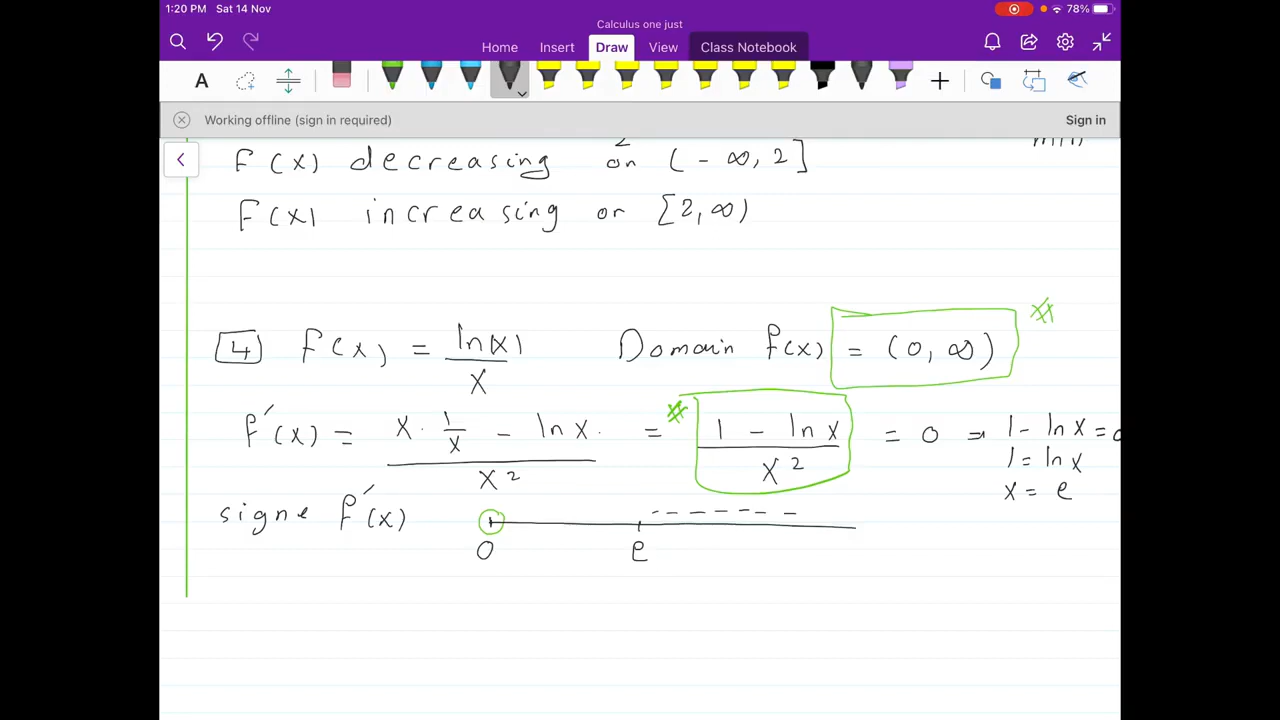 1:20 PM Sat 14 Nov 78%
Calculus one just
Home Insert Draw View Class Notebook
A
Working offline (sign in required) Sign in
min
F(x) decreasing on (-∞, 2]
F(x) increasing on [2, ∞)
4 f(x) = ln(x)/x Domain f(x) = (0, ∞)
f'(x) = (x · 1/x - ln x ·)/x² = (1 - ln x)/x² = 0 ⇒ 1 - ln x = 0
1 = ln x
x = e
signe f'(x)
- - - - - - -
0 e